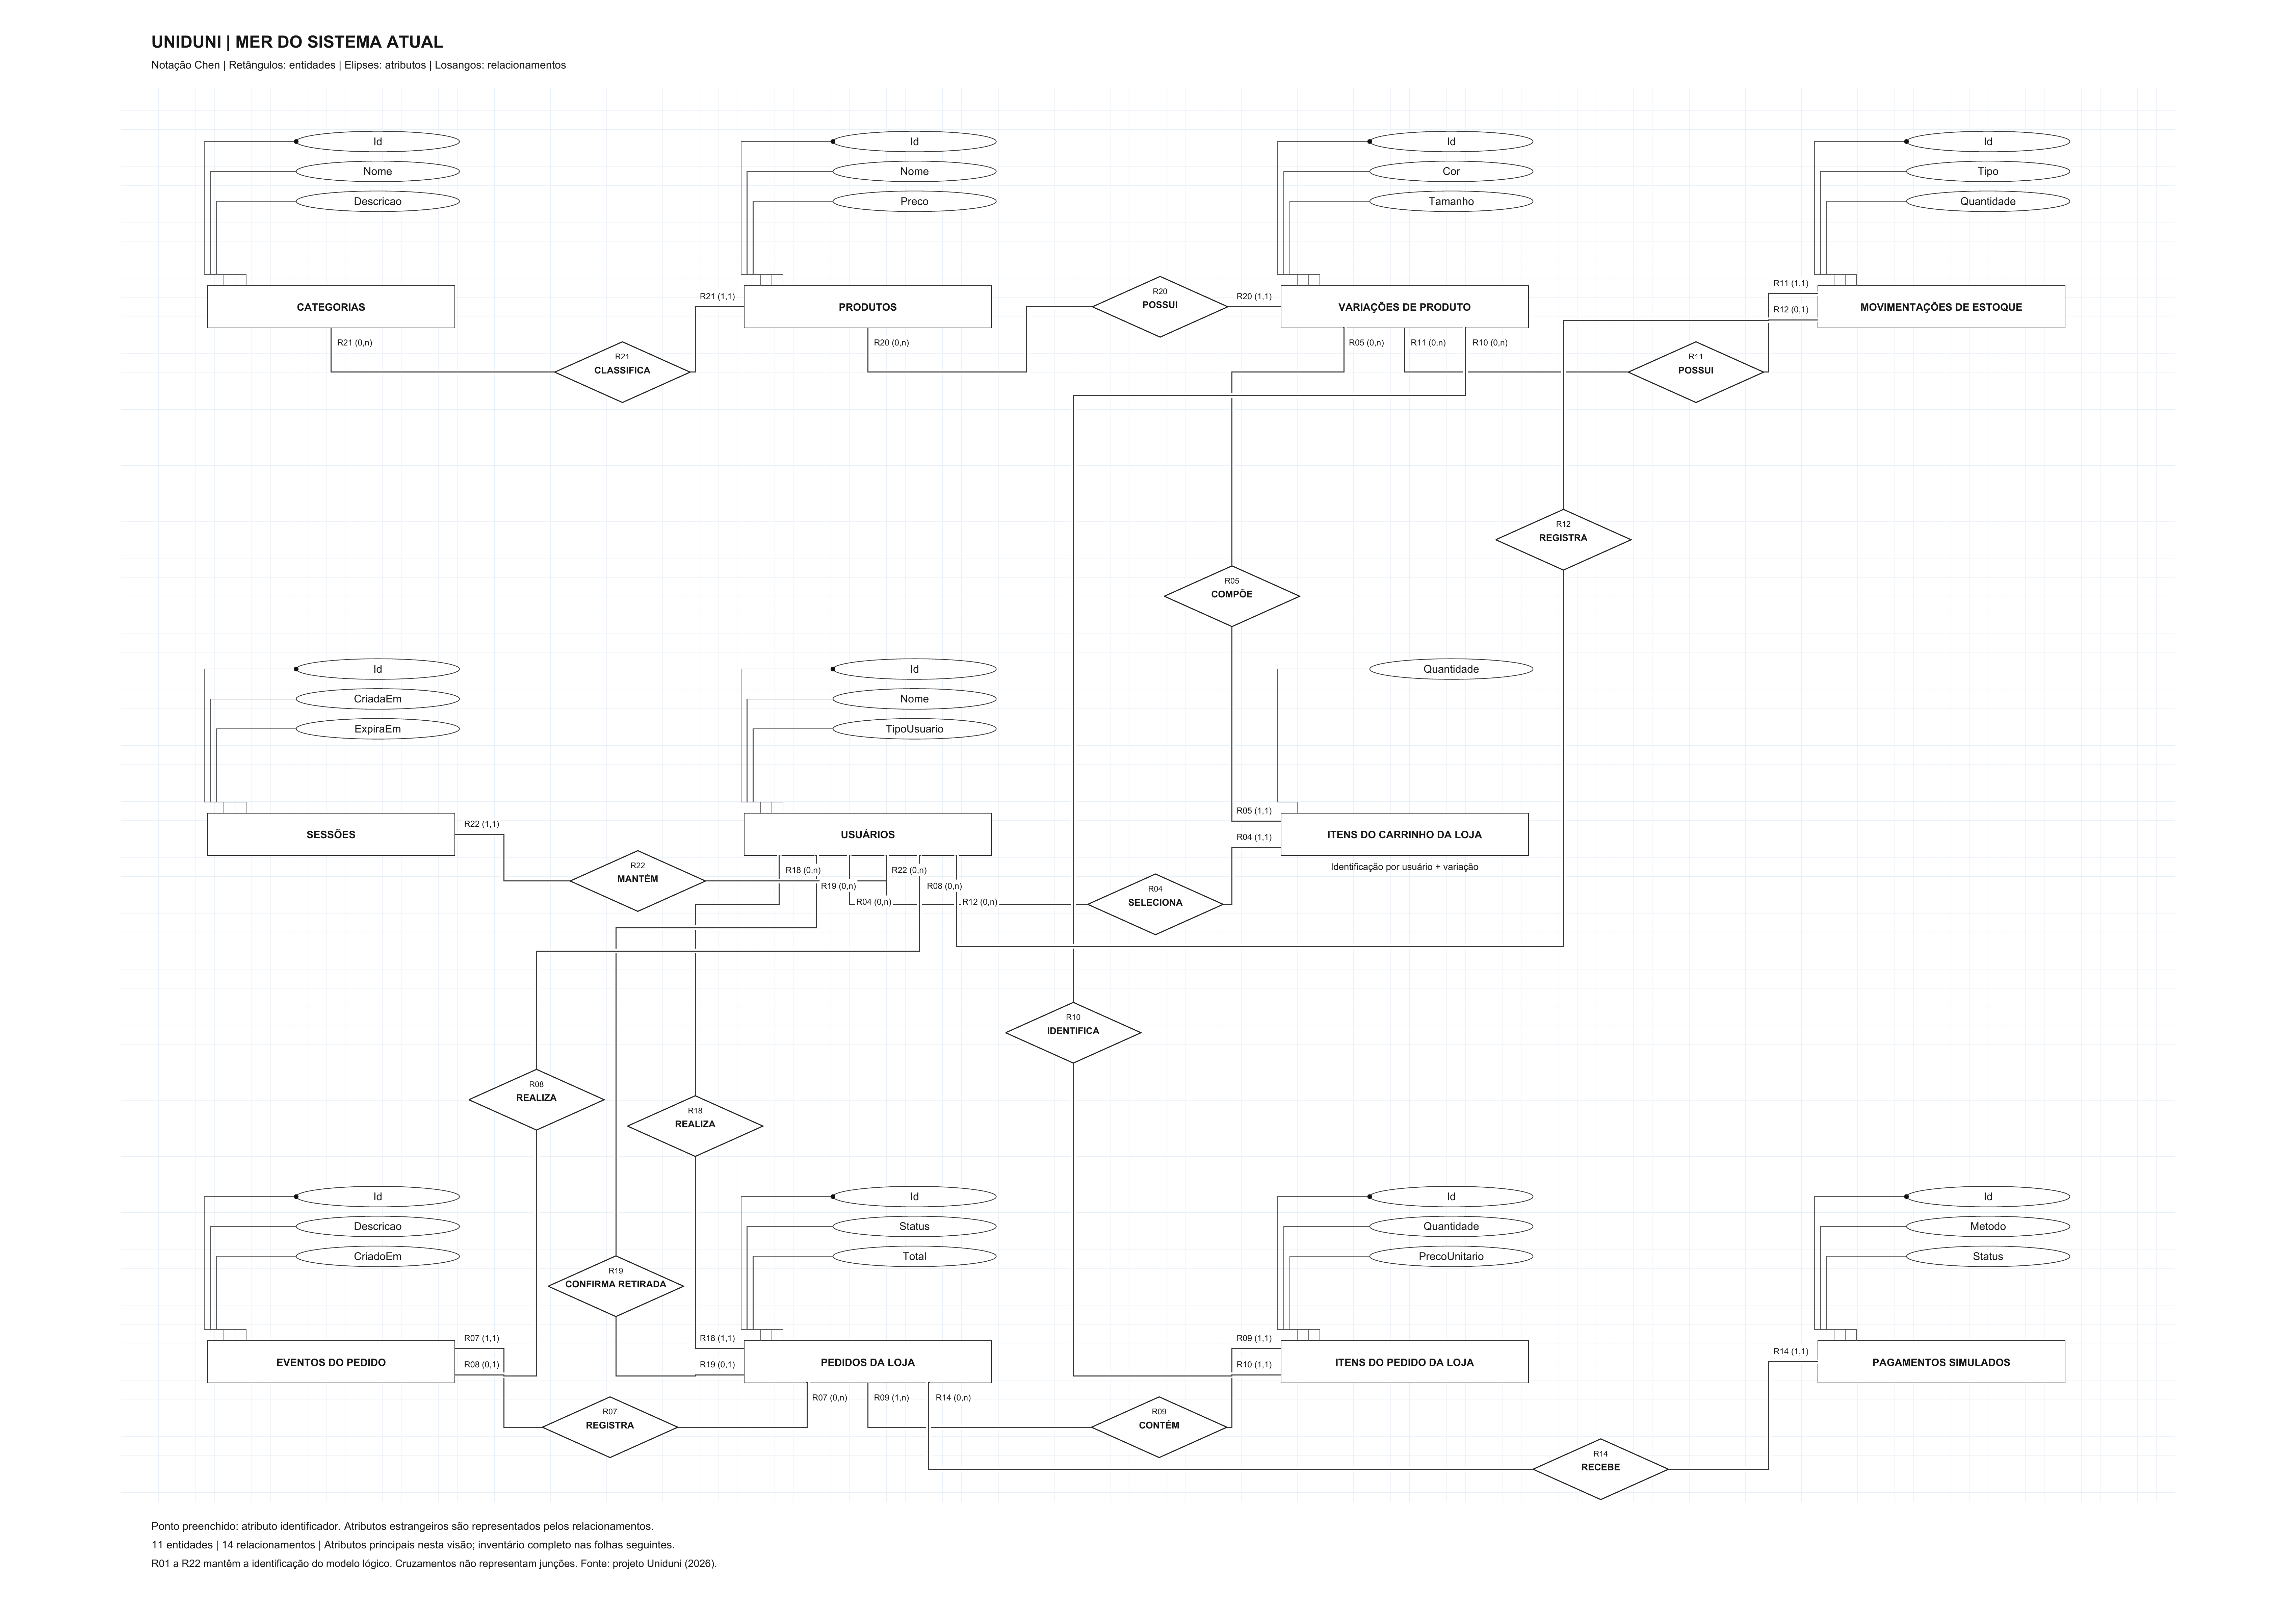 UNIDUNI | MER DO SISTEMA ATUAL
Notação Chen | Retângulos: entidades | Elipses: atributos | Losangos: relacionamentos
Id
Nome
Descricao
CATEGORIAS
R21 (0,n)
R21
CLASSIFICA
R21 (1,1)
Id
Nome
Preco
PRODUTOS
R20 (0,n)
R20
POSSUI
R20 (1,1)
Id
Cor
Tamanho
VARIAÇÕES DE PRODUTO
R05 (0,n)
R11 (0,n)
R10 (0,n)
R11
POSSUI
R11 (1,1)
R12 (0,1)
Id
Tipo
Quantidade
MOVIMENTAÇÕES DE ESTOQUE
R12
REGISTRA
R05
COMPÕE
Id
CriadaEm
ExpiraEm
SESSÕES
R22 (1,1)
R22
MANTÉM
Id
Nome
TipoUsuario
USUÁRIOS
R18 (0,n)
R19 (0,n)
R04 (0,n)
R22 (0,n)
R08 (0,n)
R12 (0,n)
R04
SELECIONA
R05 (1,1)
R04 (1,1)
Quantidade
ITENS DO CARRINHO DA LOJA
Identificação por usuário + variação
R10
IDENTIFICA
R08
REALIZA
R18
REALIZA
R19
CONFIRMA RETIRADA
Id
Descricao
CriadoEm
EVENTOS DO PEDIDO
R07 (1,1)
R08 (0,1)
R07
REGISTRA
R18 (1,1)
R19 (0,1)
Id
Status
Total
PEDIDOS DA LOJA
R07 (0,n)
R09 (1,n)
R14 (0,n)
R09
CONTÉM
R09 (1,1)
R10 (1,1)
Id
Quantidade
PrecoUnitario
ITENS DO PEDIDO DA LOJA
R14
RECEBE
R14 (1,1)
Id
Metodo
Status
PAGAMENTOS SIMULADOS
Ponto preenchido: atributo identificador. Atributos estrangeiros são representados pelos relacionamentos.
11 entidades | 14 relacionamentos | Atributos principais nesta visão; inventário completo nas folhas seguintes.
R01 a R22 mantêm a identificação do modelo lógico. Cruzamentos não representam junções. Fonte: projeto Uniduni (2026).